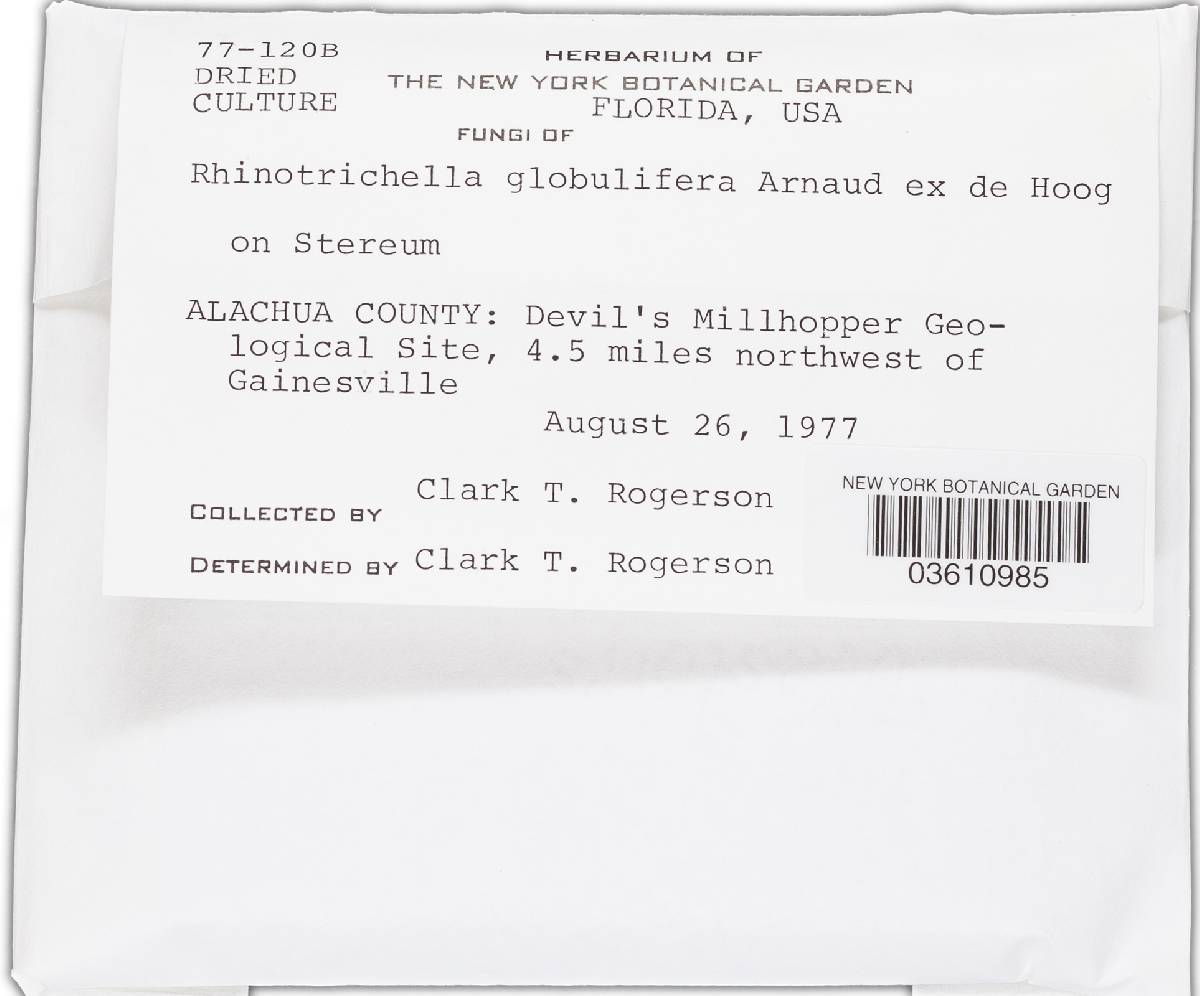 77-120B
DRIED
CULTURE
HERBARIUM OF
THE NEW YORK BOTANICAL GARDEN
FLORIDA, USA
FUNGI OF
Rhinotrichella globulifera Arnaud ex de Hoog
on Stereum
ALACHUA COUNTY: Devil's Millhopper Geo-
logical Site, 4.5 miles northwest of
Gainesville
August 26, 1977
COLLECTED BY Clark T. Rogerson
DETERMINED BY Clark T. Rogerson
NEW YORK BOTANICAL GARDEN
03610985